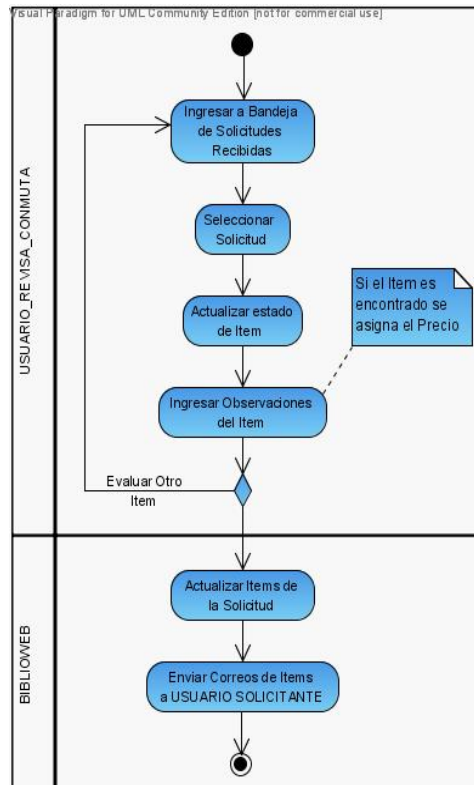 Visual Paradigm for UML Community Edition [not for commercial use]
USUARIO_REVISA_CONMUTA
Ingresar a Bandeja
de Solicitudes
Recibidas
Seleccionar
Solicitud
Actualizar estado
de Item
Si el Item es
encontrado se
asigna el Precio
Ingresar Observaciones
del Item
Evaluar Otro
Item
BIBLIOWEB
Actualizar Items de
la Solicitud
Enviar Correos de Items
a USUARIO SOLICITANTE